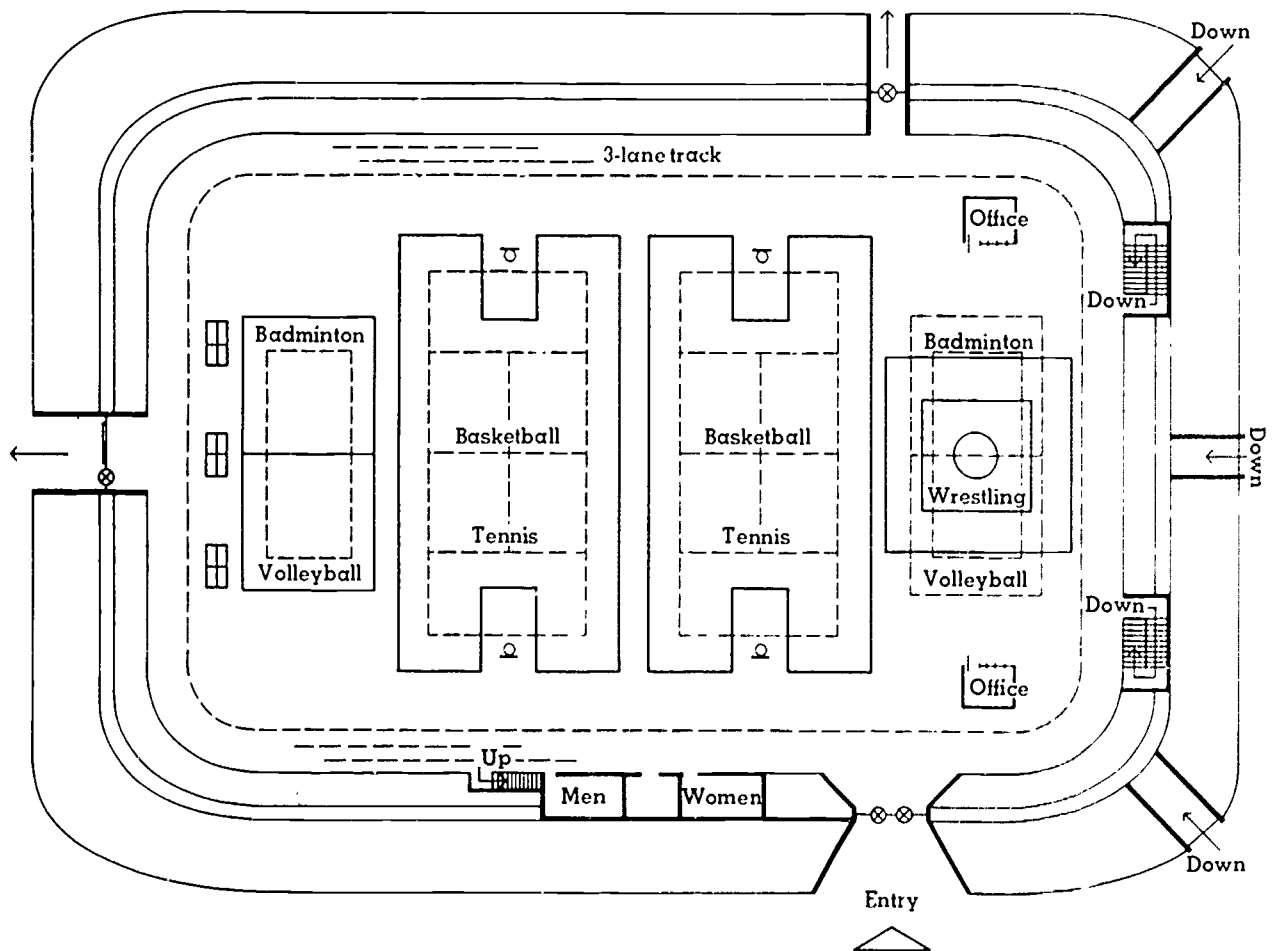 Down
3-lane track
Office
Down
Badminton
Badminton
Basketball
Basketball
Down
Wrestling
Tennis
Tennis
Volleyball
Volleyball
Down
Office
Up
Men
Women
Down
Entry